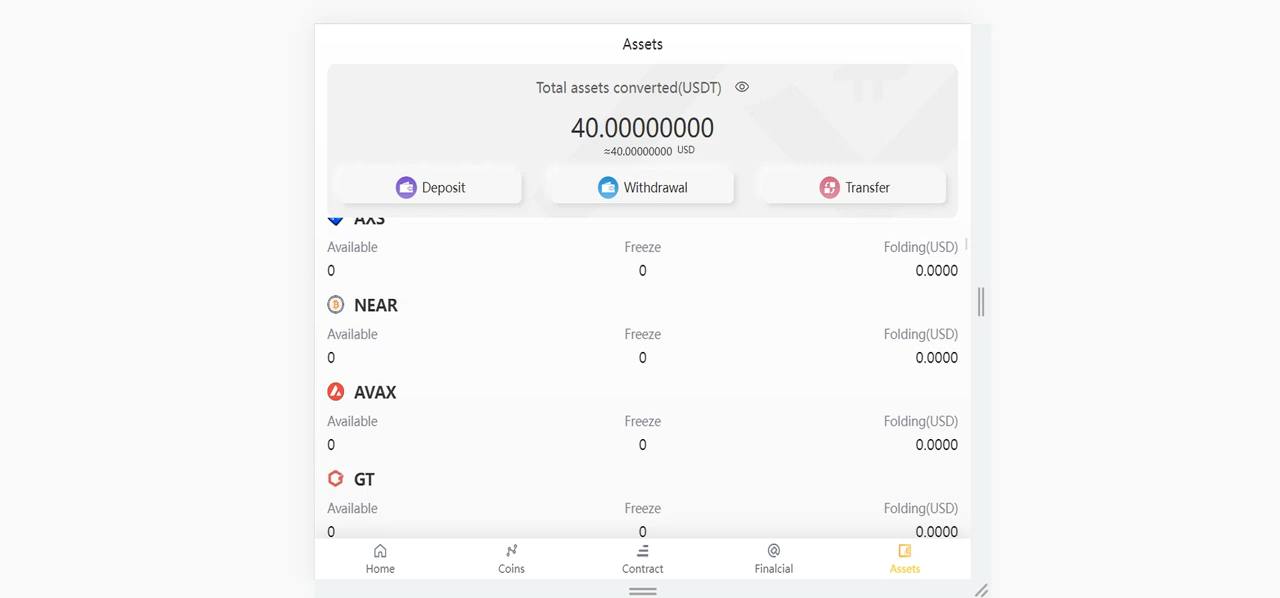 Assets
Total assets converted(USDT)
40.00000000
≈40.00000000 USD
Deposit Withdrawal Transfer
AXS
Available Freeze Folding(USD)
0 0 0.0000
NEAR
Available Freeze Folding(USD)
0 0 0.0000
AVAX
Available Freeze Folding(USD)
0 0 0.0000
GT
Available Freeze Folding(USD)
0 0 0.0000
Home Coins Contract Finalcial Assets